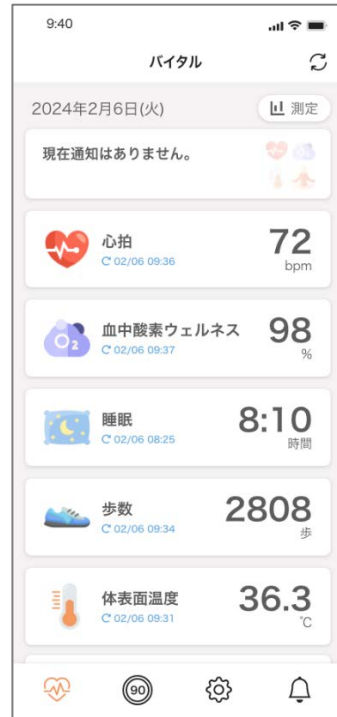 9:40
バイタル
2024年2月6日(火)
測定
現在通知はありません。
心拍
02/06 09:36
72
bpm
O2
血中酸素ウェルネス
02/06 09:37
98
%
睡眠
02/06 08:25
8:10
時間
歩数
02/06 09:34
2808
歩
体表面温度
02/06 09:31
36.3
℃
90